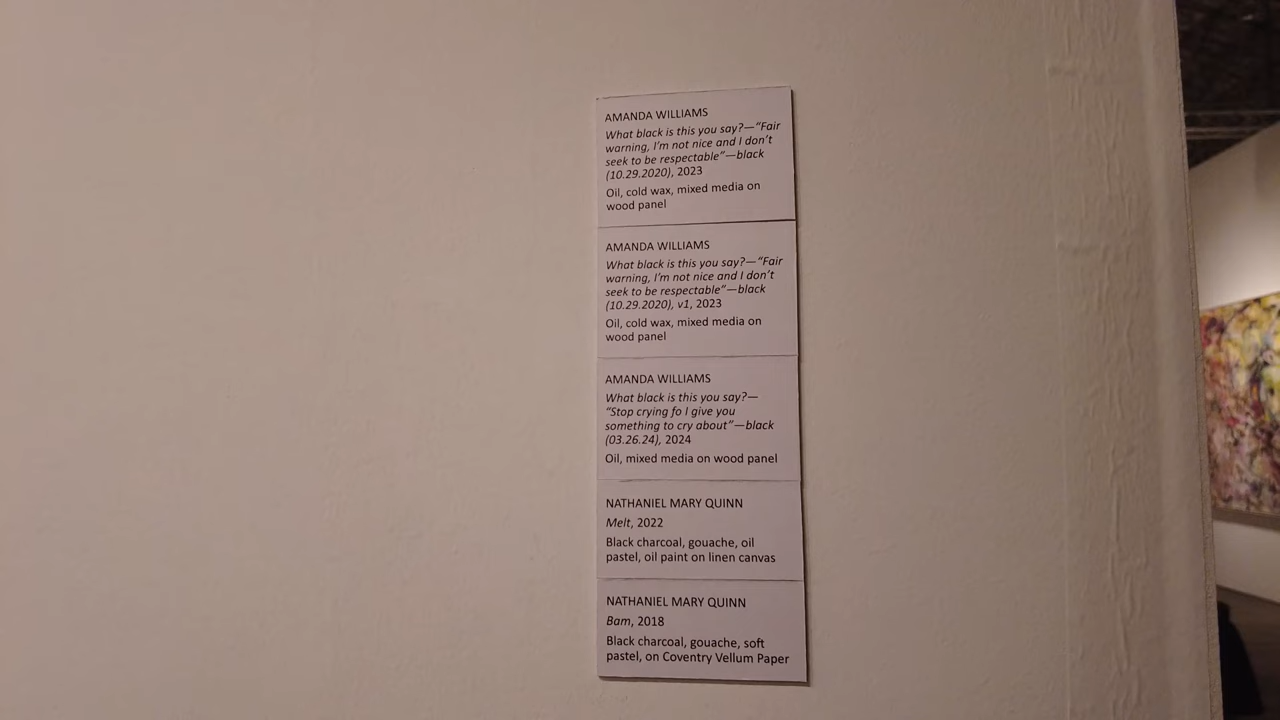 AMANDA WILLIAMS
What black is this you say?—“Fair
warning, I’m not nice and I don’t
seek to be respectable”—black
(10.29.2020), 2023
Oil, cold wax, mixed media on
wood panel
AMANDA WILLIAMS
What black is this you say?—“Fair
warning, I’m not nice and I don’t
seek to be respectable“—black
(10.29.2020), v1, 2023
Oil, cold wax, mixed media on
wood panel
AMANDA WILLIAMS
What black is this you say?—
“Stop crying fo I give you
something to cry about”—black
(03.26.24), 2024
Oil, mixed media on wood panel
NATHANIEL MARY QUINN
Melt, 2022
Black charcoal, gouache, oil
pastel, oil paint on linen canvas
NATHANIEL MARY QUINN
Bam, 2018
Black charcoal, gouache, soft
pastel, on Coventry Vellum Paper